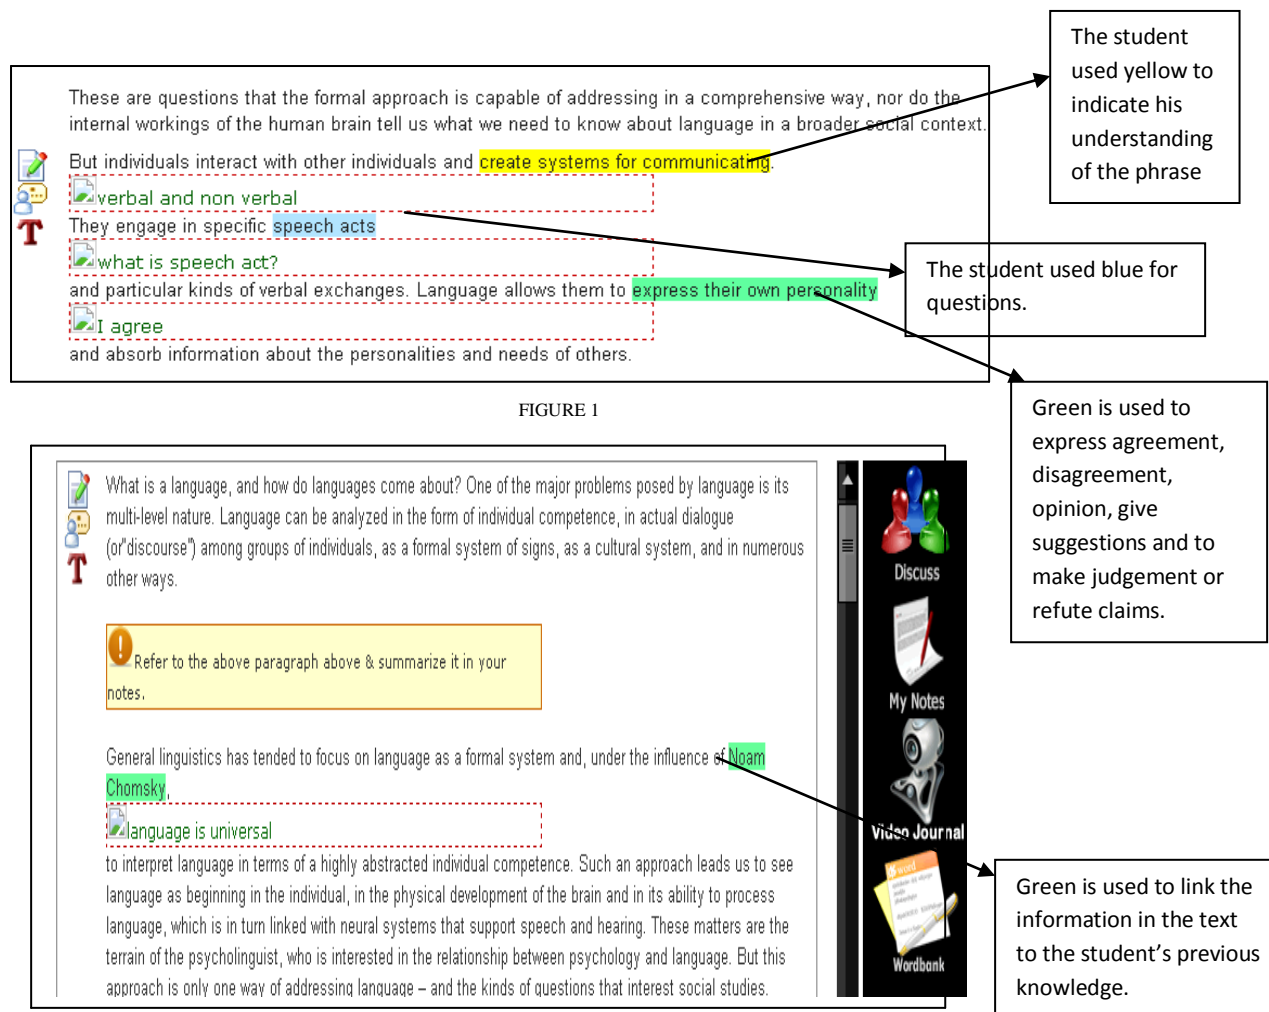 The student
used yellow to
indicate his
understanding
of the phrase
These are questions that the formal approach is capable of addressing in a comprehensive way, nor do the
internal workings of the human brain tell us what we need to know about language in a broader social context.
But individuals interact with other individuals and create systems for communicating.
verbal and non verbal
They engage in specific speech acts
what is speech act?
and particular kinds of verbal exchanges. Language allows them to express their own personality
I agree
and absorb information about the personalities and needs of others.
The student used blue for
questions.
FIGURE 1
Green is used to
express agreement,
disagreement,
opinion, give
suggestions and to
make judgement or
refute claims.
What is a language, and how do languages come about? One of the major problems posed by language is its
multi-level nature. Language can be analyzed in the form of individual competence, in actual dialogue
(or"discourse") among groups of individuals, as a formal system of signs, as a cultural system, and in numerous
other ways.
Refer to the above paragraph above & summarize it in your
notes.
General linguistics has tended to focus on language as a formal system and, under the influence of Noam
Chomsky,
language is universal
to interpret language in terms of a highly abstracted individual competence. Such an approach leads us to see
language as beginning in the individual, in the physical development of the brain and in its ability to process
language, which is in turn linked with neural systems that support speech and hearing. These matters are the
terrain of the psycholinguist, who is interested in the relationship between psychology and language. But this
approach is only one way of addressing language – and the kinds of questions that interest social studies.
Discuss
My Notes
Video Journal
word
Wordbank
Green is used to link the
information in the text
to the student's previous
knowledge.